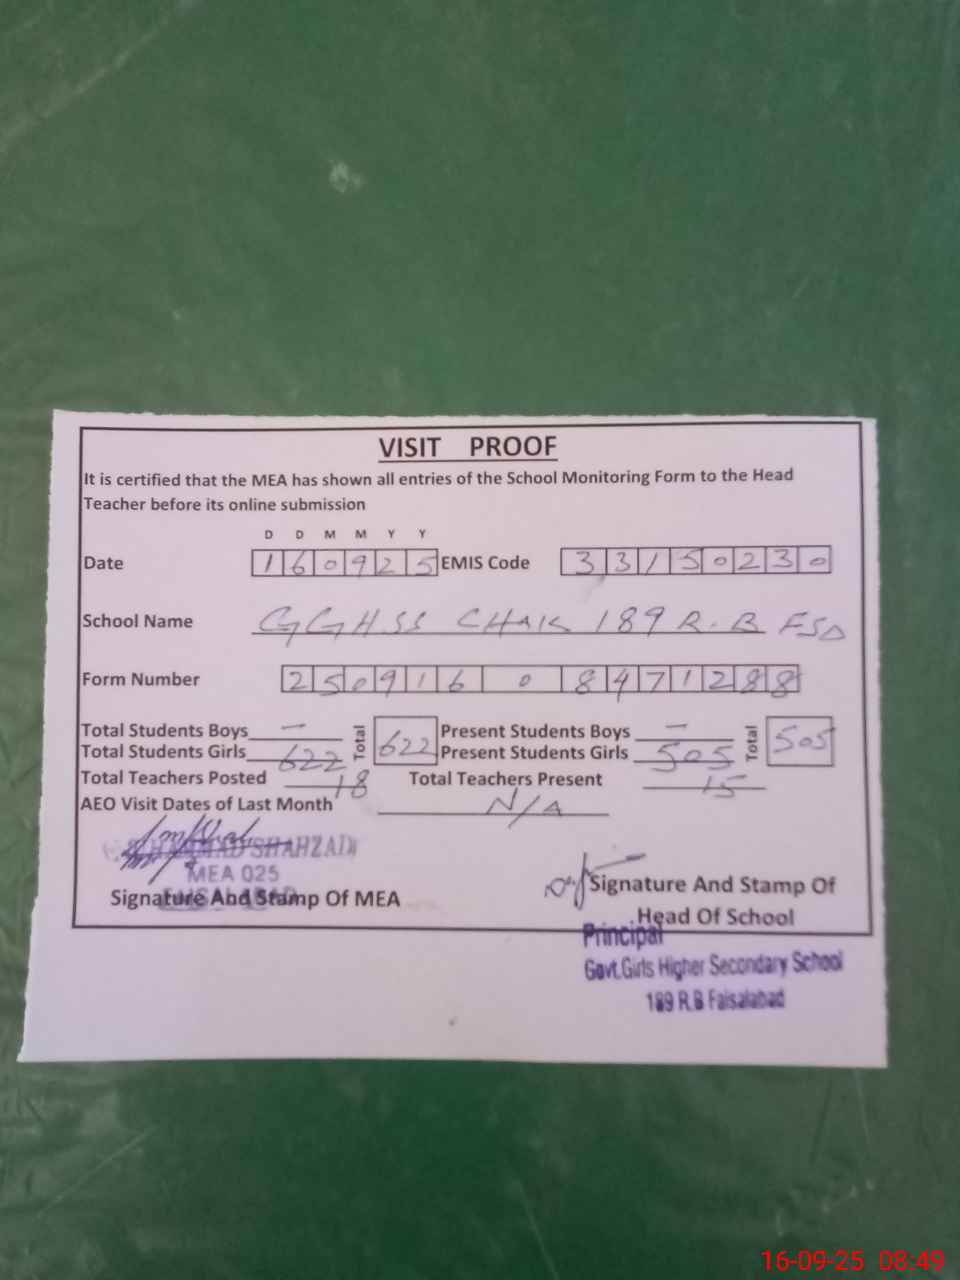 VISIT PROOF
It is certified that the MEA has shown all entries of the School Monitoring Form to the Head
Teacher before its online submission
D D M M Y Y
Date 1 6 0 9 2 5 EMIS Code 3 3 1 5 0 2 3 0
School Name GGHSS CHAK 189 R.B FSD
Form Number 2 5 0 9 1 6 0 8 4 7 1 2 8 8
Total Students Boys — Total 622 Present Students Boys — Total 505
Total Students Girls 622 Present Students Girls 505
Total Teachers Posted 18 Total Teachers Present 15
AEO Visit Dates of Last Month N/A
SHAHZAD
MEA 025
Signature And Stamp Of MEA
Signature And Stamp Of
Head Of School
Principal
Govt.Girls Higher Secondary School
189 R.B Faisalabad
16-09-25 08:49